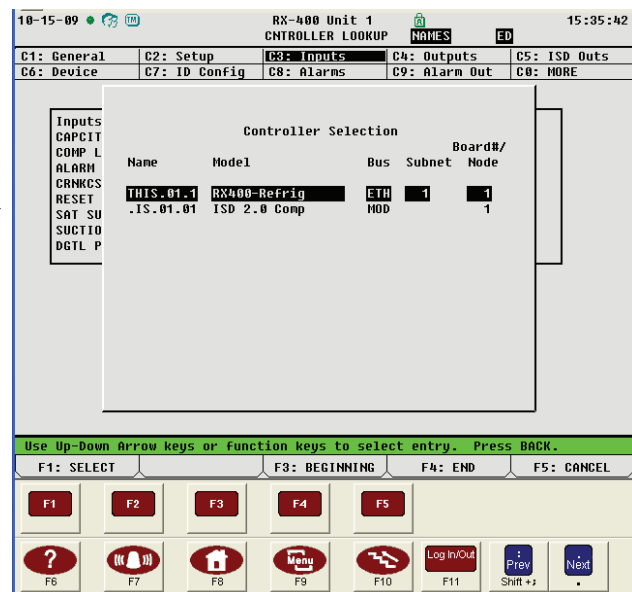 10-15-09 RX-400 Unit 1 15:35:42
CNTROLLER LOOKUP NAMES ED
C1: General C2: Setup C3: Inputs C4: Outputs C5: ISD Outs
C6: Device C7: ID Config C8: Alarms C9: Alarm Out C0: MORE
Inputs
CAPCIT
COMP L
ALARM
CRNKCS
RESET
SAT SU
SUCTIO
DGTL P
Controller Selection
Board#/
Name Model Bus Subnet Node
THIS.01.1 RX400-Refrig ETH 1 1
.IS.01.01 ISD 2.0 Comp MOD 1
Use Up-Down Arrow keys or function keys to select entry. Press BACK.
F1: SELECT F3: BEGINNING F4: END F5: CANCEL
F1 F2 F3 F4 F5
? Menu Log In/Out : Prev . Next
F6 F7 F8 F9 F10 F11 Shift +; .